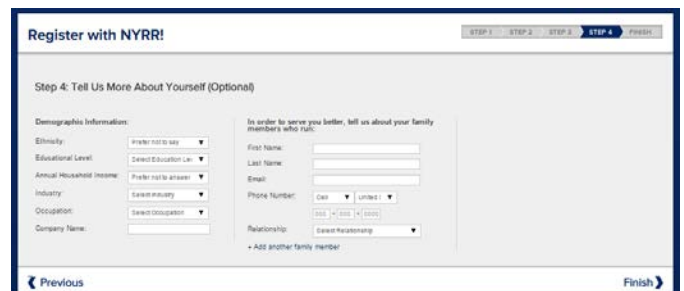 Register with NYRR!
STEP 1 STEP 2 STEP 3 STEP 4 FINISH
Step 4: Tell Us More About Yourself (Optional)
Demographic Information:
Ethnicity: Prefer not to say
Educational Level: Select Education Lev
Annual Household Income: Prefer not to answer
Industry: Select Industry
Occupation: Select Occupation
Company Name:
In order to serve you better, tell us about your family
members who run:
First Name:
Last Name:
Email:
Phone Number: Cell United
Relationship: Select Relationship
+ Add another family member
Previous
Finish